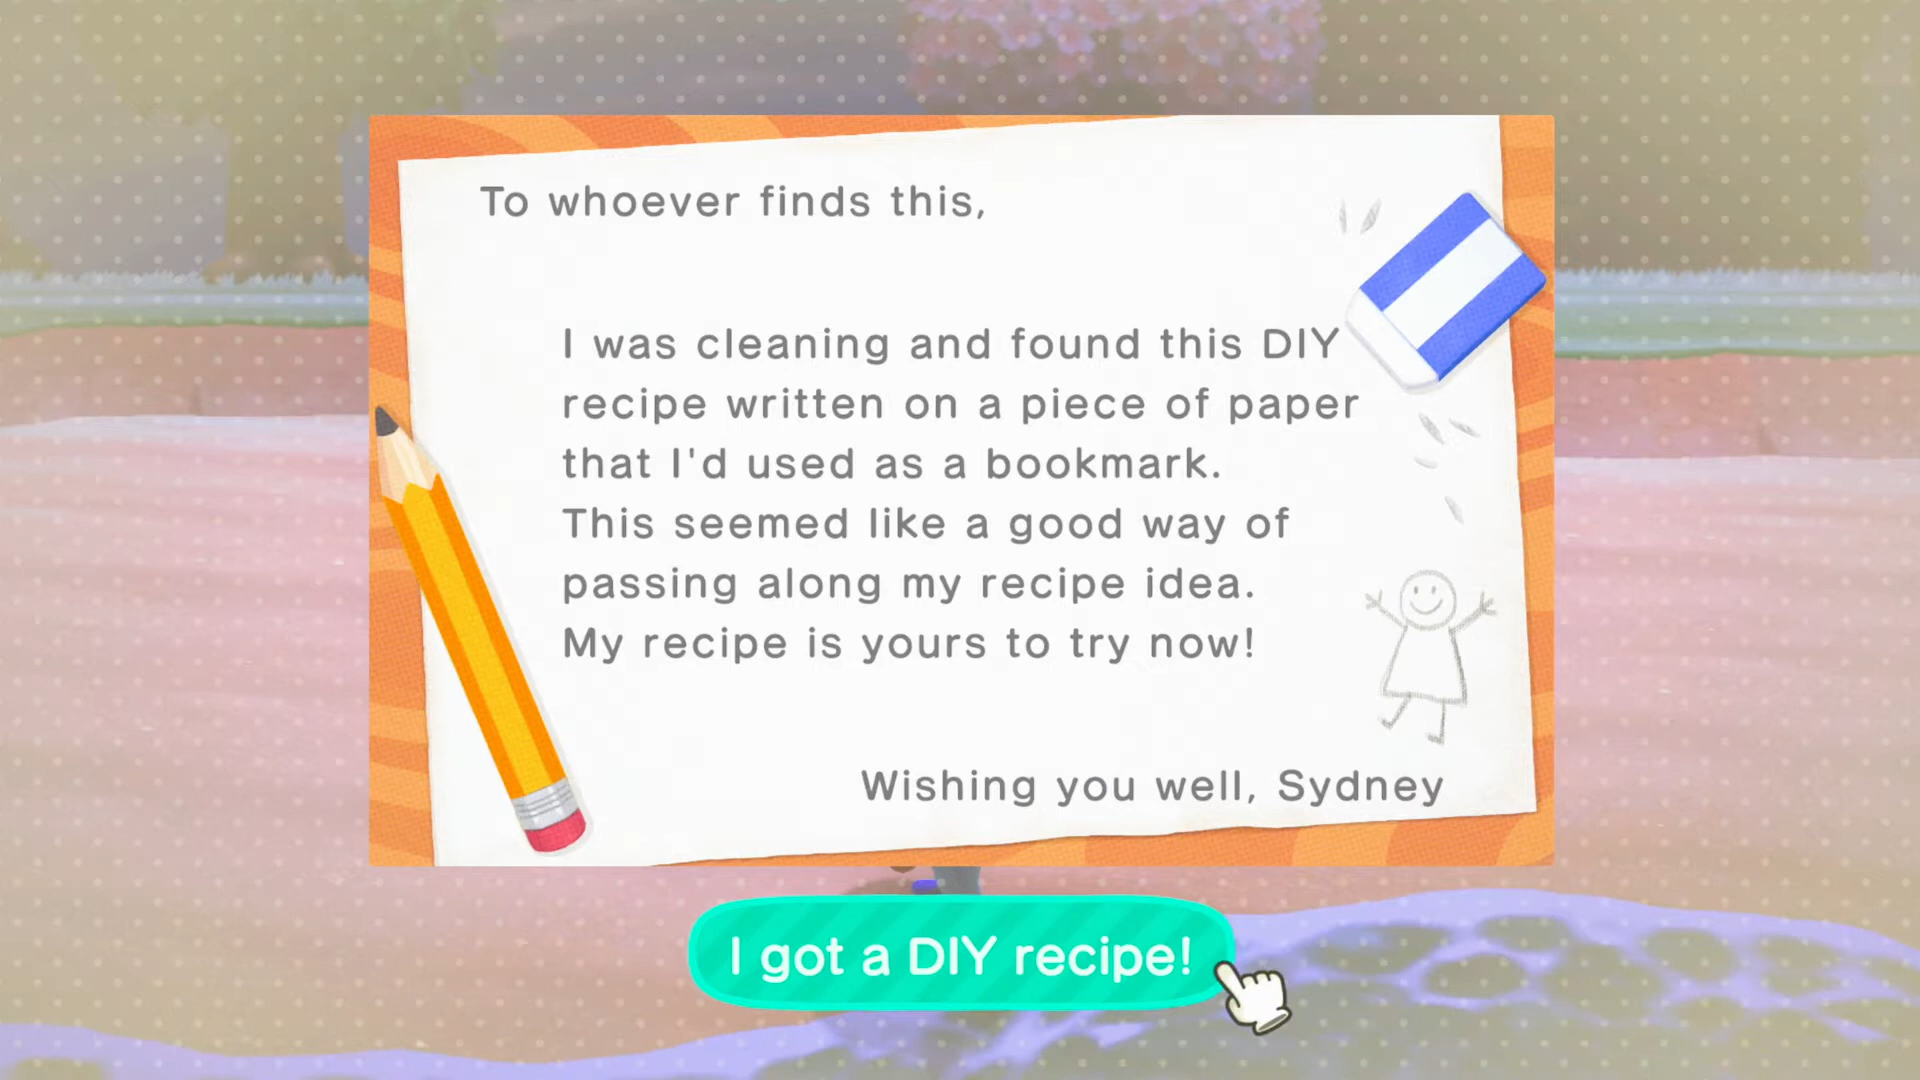 To whoever finds this,
I was cleaning and found this DIY
recipe written on a piece of paper
that I'd used as a bookmark.
This seemed like a good way of
passing along my recipe idea.
My recipe is yours to try now!
Wishing you well, Sydney
I got a DIY recipe!